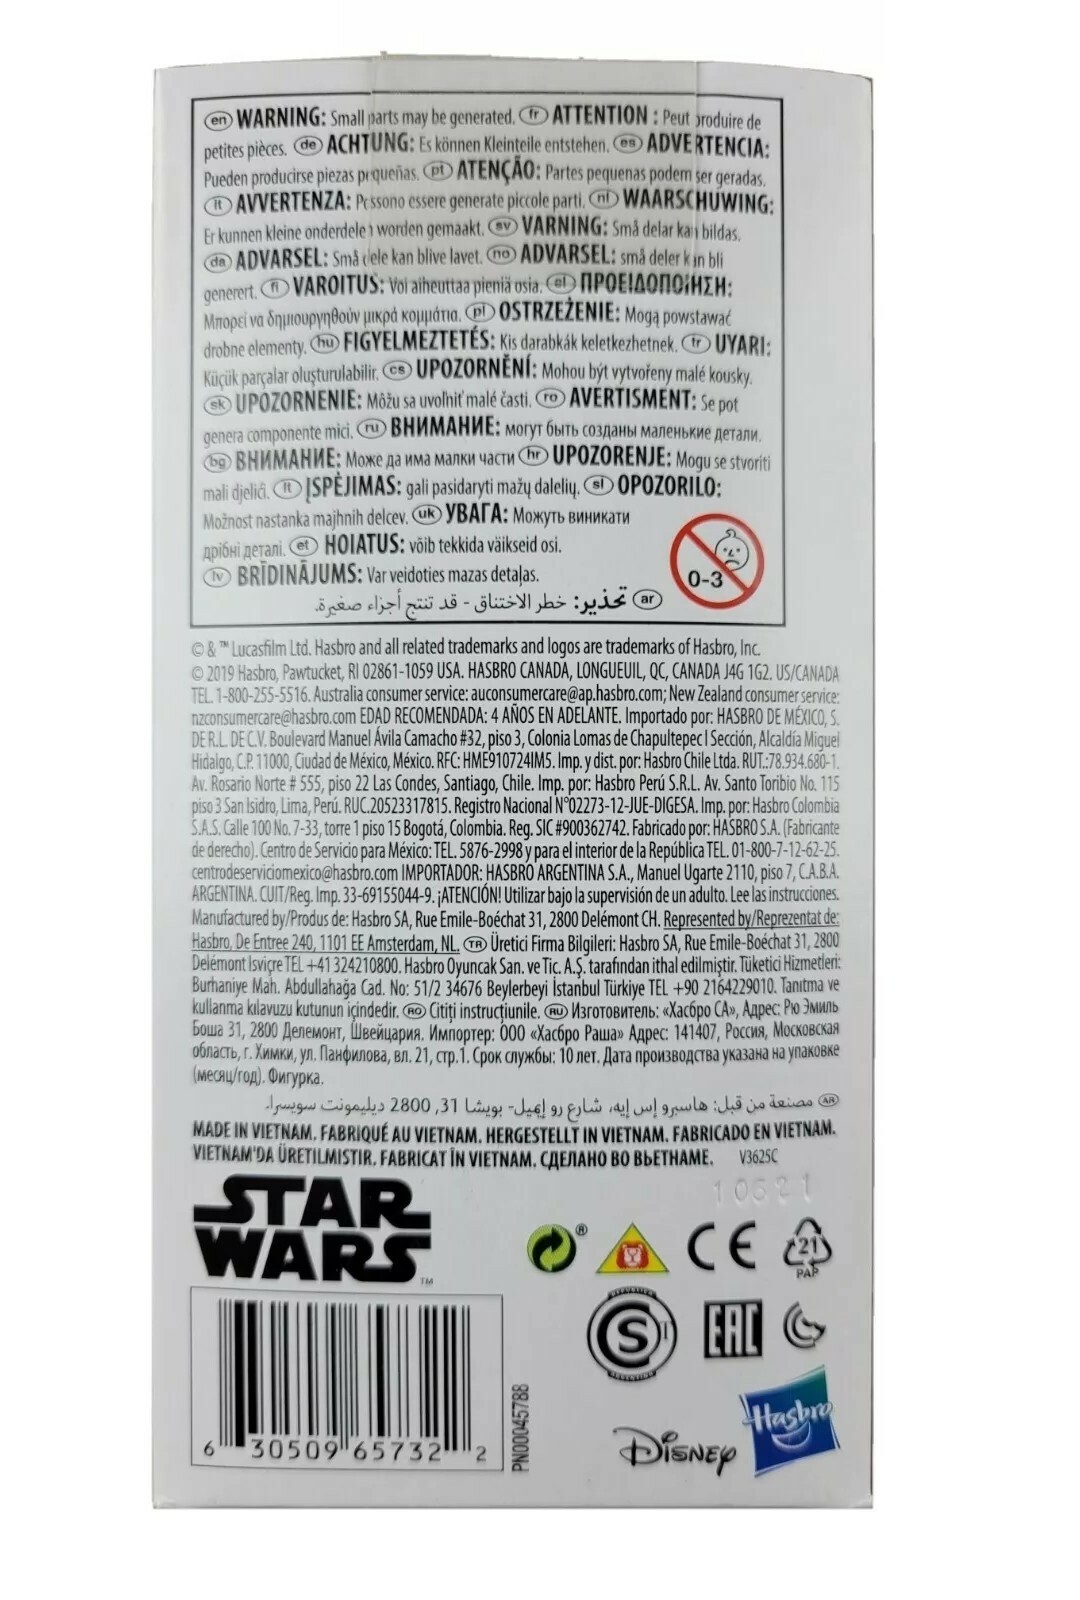 en WARNING: Small parts may be generated. fr ATTENTION : Peut produire de
petites pièces. de ACHTUNG: Es können Kleinteile entstehen. es ADVERTENCIA:
Pueden producirse piezas pequeñas. pt ATENÇÃO: Partes pequenas podem ser geradas.
it AVVERTENZA: Possono essere generate piccole parti. nl WAARSCHUWING:
Er kunnen kleine onderdelen worden gemaakt. sv VARNING: Små delar kan bildas.
da ADVARSEL: Små dele kan blive lavet. no ADVARSEL: små deler kan bli
generert. fi VAROITUS: Voi aiheuttaa pieniä osia. el ΠΡΟΕΙΔΟΠΟΙΗΣΗ:
Μπορεί να δημιουργηθούν μικρά κομμάτια. pl OSTRZEŻENIE: Mogą powstawać
drobne elementy. hu FIGYELMEZTETÉS: Kis darabkák keletkezhetnek. tr UYARI:
Küçük parçalar oluşturulabilir. cs UPOZORNĚNÍ: Mohou být vytvořeny malé kousky.
sk UPOZORNENIE: Môžu sa uvoľniť malé časti. ro AVERTISMENT: Se pot
genera componente mici. ru ВНИМАНИЕ: могут быть созданы маленькие детали.
bg ВНИМАНИЕ: Може да има малки части hr UPOZORENJE: Mogu se stvoriti
mali djelići. lt ĮSPĖJIMAS: gali pasidaryti mažų dalelių. sl OPOZORILO:
Možnost nastanka majhnih delcev. uk УВАГА: Можуть виникати
дрібні деталі. et HOIATUS: võib tekkida väikseid osi.
lv BRĪDINĀJUMS: Var veidoties mazas detaļas.
ar تحذير: خطر الاختناق - قد تنتج أجزاء صغيرة.
0-3
© & ™ Lucasfilm Ltd. Hasbro and all related trademarks and logos are trademarks of Hasbro, Inc.
© 2019 Hasbro, Pawtucket, RI 02861-1059 USA. HASBRO CANADA, LONGUEUIL, QC, CANADA J4G 1G2. US/CANADA
TEL. 1-800-255-5516. Australia consumer service: auconsumercare@ap.hasbro.com; New Zealand consumer service:
nzconsumercare@hasbro.com EDAD RECOMENDADA: 4 AÑOS EN ADELANTE. Importado por: HASBRO DE MÉXICO, S.
DE R.L. DE C.V. Boulevard Manuel Ávila Camacho #32, piso 3, Colonia Lomas de Chapultepec I Sección, Alcaldía Miguel
Hidalgo, C.P. 11000, Ciudad de México, México. RFC: HME910724IM5. Imp. y dist. por: Hasbro Chile Ltda. RUT.:78.934.680-1.
Av. Rosario Norte # 555, piso 22 Las Condes, Santiago, Chile. Imp. por: Hasbro Perú S.R.L. Av. Santo Toribio No. 115
piso 3 San Isidro, Lima, Perú. RUC.20523317815. Registro Nacional N°02273-12-JUE-DIGESA. Imp. por: Hasbro Colombia
S.A.S. Calle 100 No. 7-33, torre 1 piso 15 Bogotá, Colombia. Reg. SIC #900362742. Fabricado por: HASBRO S.A. (Fabricante
de derecho). Centro de Servicio para México: TEL. 5876-2998 y para el interior de la República TEL. 01-800-7-12-62-25.
centrodeserviciomexico@hasbro.com IMPORTADOR: HASBRO ARGENTINA S.A., Manuel Ugarte 2110, piso 7, C.A.B.A.
ARGENTINA. CUIT/Reg. Imp. 33-69155044-9. ¡ATENCIÓN! Utilizar bajo la supervisión de un adulto. Lee las instrucciones.
Manufactured by/Produs de: Hasbro SA, Rue Emile-Boéchat 31, 2800 Delémont CH. Represented by/Reprezentat de:
Hasbro, De Entree 240, 1101 EE Amsterdam, NL. TR Üretici Firma Bilgileri: Hasbro SA, Rue Emile-Boéchat 31, 2800
Delémont İsviçre TEL +41 324210800. Hasbro Oyuncak San. ve Tic. A.Ş. tarafından ithal edilmiştir. Tüketici Hizmetleri:
Burhaniye Mah. Abdullahağa Cad. No: 51/2 34676 Beylerbeyi İstanbul Türkiye TEL +90 2164229010. Tanıtma ve
kullanma kılavuzu kutunun içindedir. RO Citiți instrucțiunile. RU Изготовитель: «Хасбро СА», Адрес: Рю Эмиль
Боша 31, 2800 Делемонт, Швейцария. Импортер: ООО «Хасбро Раша» Адрес: 141407, Россия, Московская
область, г. Химки, ул. Панфилова, вл. 21, стр.1. Срок службы: 10 лет. Дата производства указана на упаковке
(месяц/год). Фигурка.
AR مصنعة من قبل: هاسبرو إس إيه، شارع رو إميل- بويشا 31, 2800 ديليمونت سويسرا.
MADE IN VIETNAM. FABRIQUÉ AU VIETNAM. HERGESTELLT IN VIETNAM. FABRICADO EN VIETNAM.
VIETNAM'DA ÜRETILMISTIR. FABRICAT ÎN VIETNAM. СДЕЛАНО ВО ВЬЕТНАМЕ. V3625C
10521
STAR
WARS ™
® CE 21
PAP
REPUBLICA
S
ARGENTINA
EAC
6 30509 65732 2
PN00045788
Disney
Hasbro